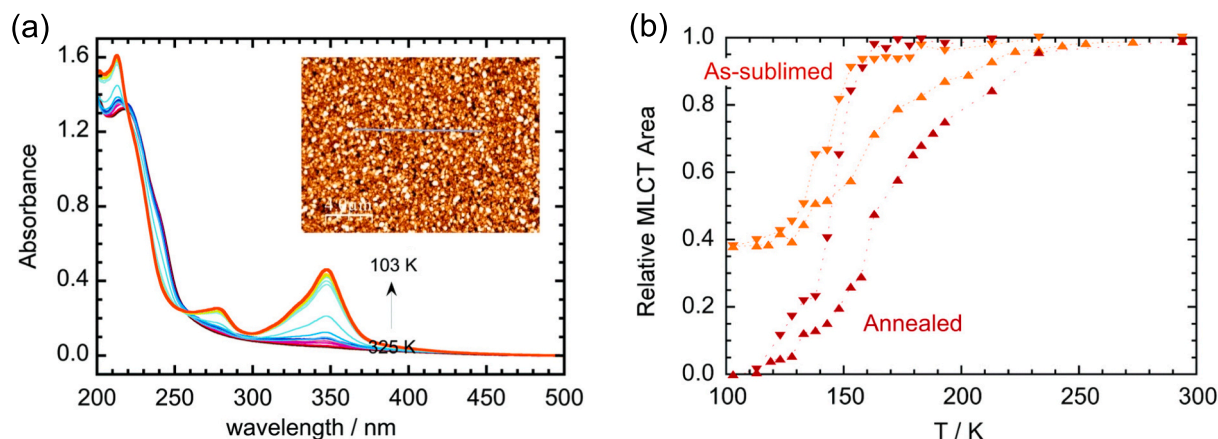 (a)
1.6
1.2
0.8
0.4
0.0
Absorbance
4 µm
103 K
325 K
200 250 300 350 400 450 500
wavelength / nm
(b)
1.0
0.8
0.6
0.4
0.2
0.0
Relative MLCT Area
As-sublimed
Annealed
100 150 200 250 300
T / K